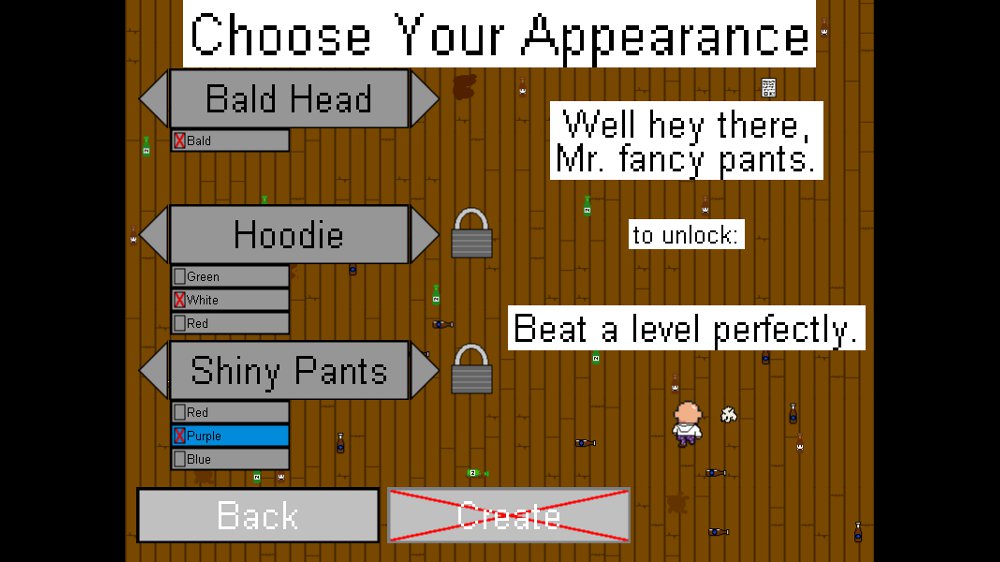 Choose Your Appearance
Bald Head
Bald
Well hey there,
Mr. fancy pants.
Hoodie
to unlock:
Green
White
Red
Beat a level perfectly.
Shiny Pants
Red
Purple
Blue
Back
Create